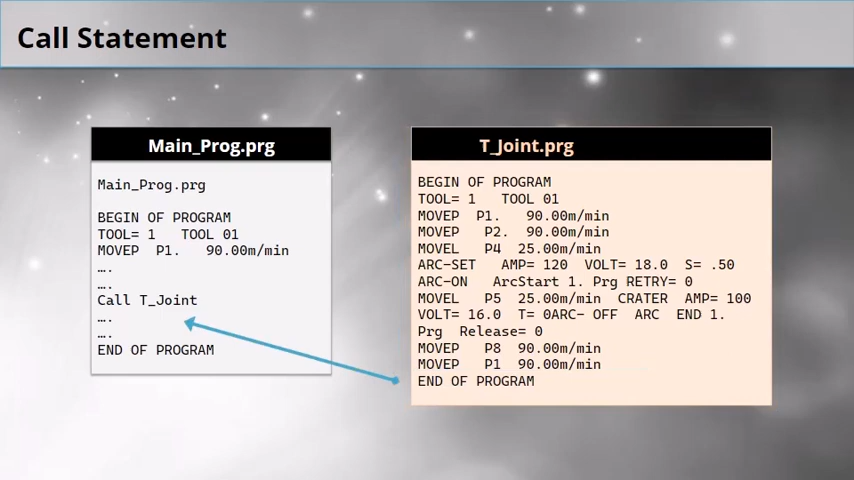 Call Statement
Main_Prog.prg
Main_Prog.prg
BEGIN OF PROGRAM
TOOL= 1 TOOL 01
MOVEP P1. 90.00m/min
….
….
Call T_Joint
….
….
END OF PROGRAM
T_Joint.prg
BEGIN OF PROGRAM
TOOL= 1 TOOL 01
MOVEP P1. 90.00m/min
MOVEP P2. 90.00m/min
MOVEL P4 25.00m/min
ARC-SET AMP= 120 VOLT= 18.0 S= .50
ARC-ON ArcStart 1. Prg RETRY= 0
MOVEL P5 25.00m/min CRATER AMP= 100
VOLT= 16.0 T= 0ARC- OFF ARC END 1.
Prg Release= 0
MOVEP P8 90.00m/min
MOVEP P1 90.00m/min
END OF PROGRAM